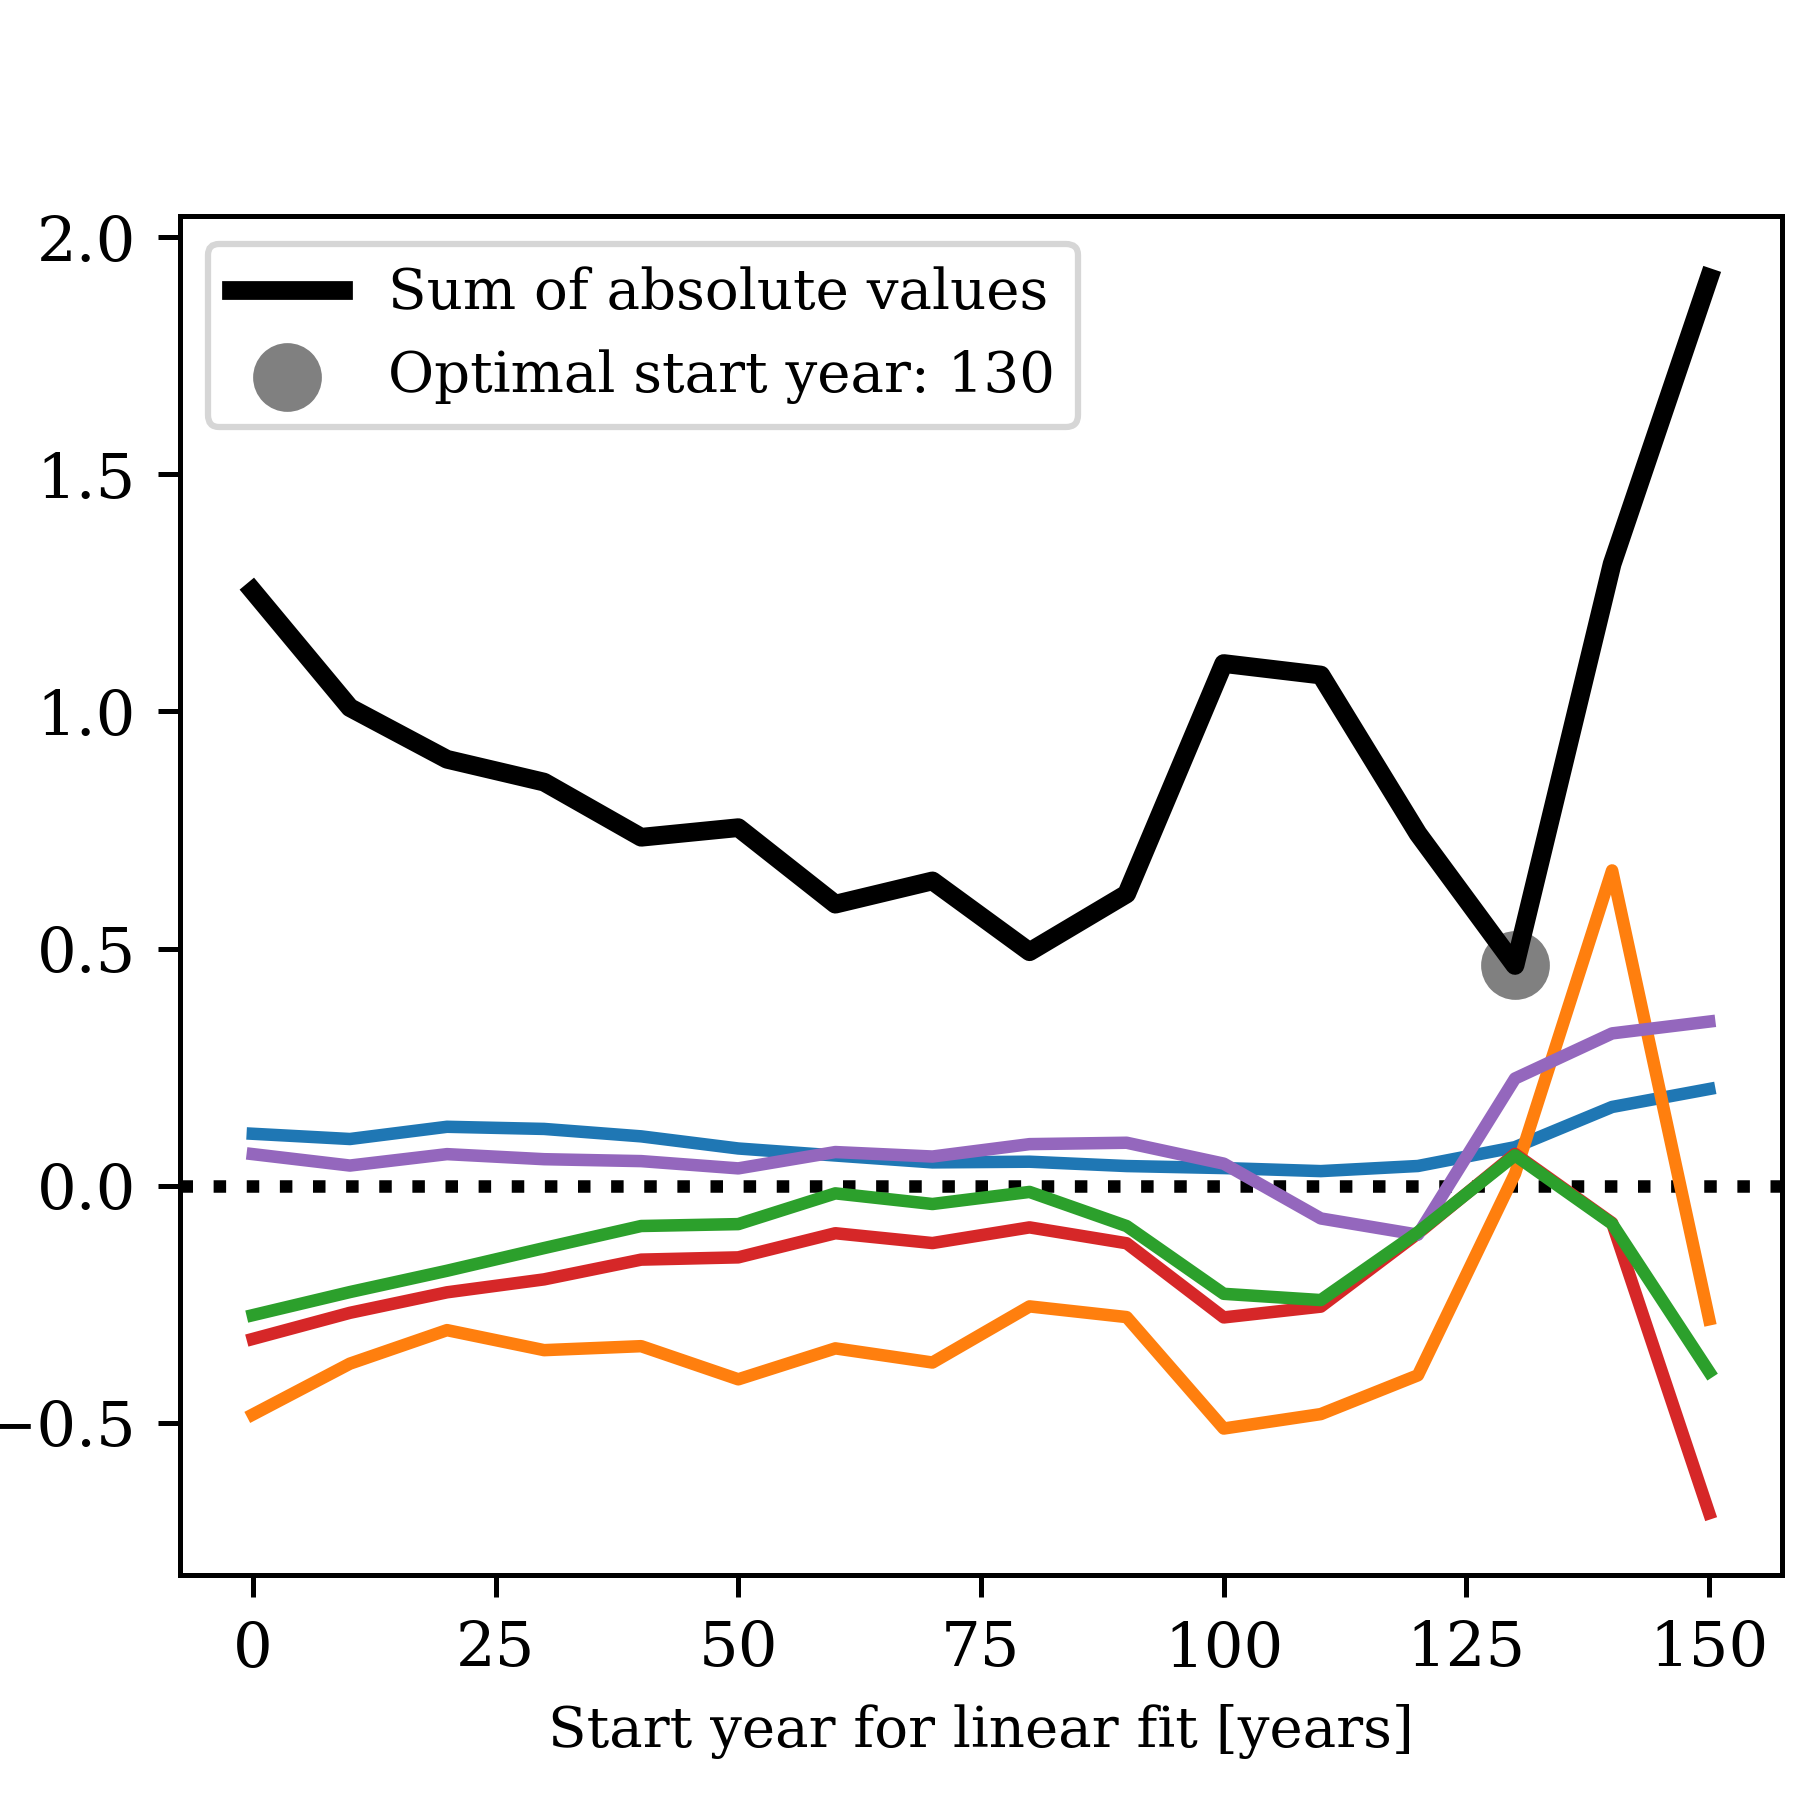 Sum of absolute values
Optimal start year: 130
2.0
1.5
1.0
0.5
0.0
−0.5
0 25 50 75 100 125 150
Start year for linear fit [years]